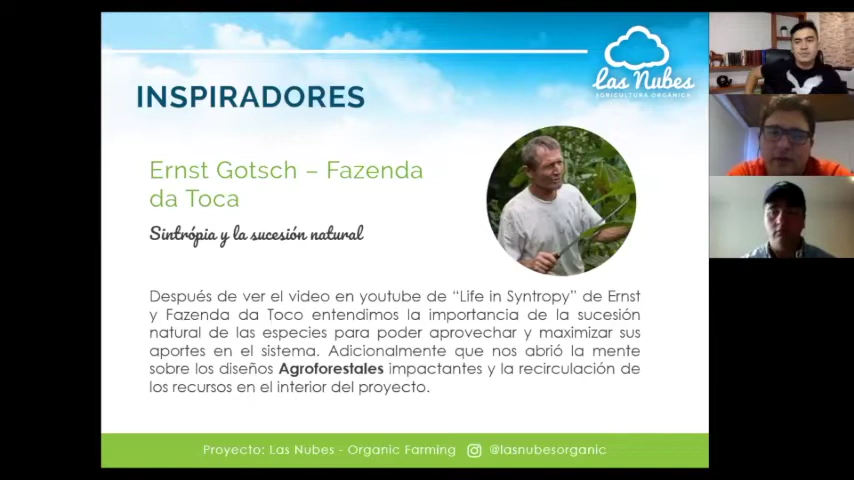 Las Nubes
AGRICULTURA ORGÁNICA
INSPIRADORES
Ernst Gotsch – Fazenda
da Toca
Sintrópia y la sucesión natural
Después de ver el video en youtube de “Life in Syntropy” de Ernst
y Fazenda da Toco entendimos la importancia de la sucesión
natural de las especies para poder aprovechar y maximizar sus
aportes en el sistema. Adicionalmente que nos abrió la mente
sobre los diseños Agroforestales impactantes y la recirculación de
los recursos en el interior del proyecto.
Proyecto: Las Nubes - Organic Farming @lasnubesorganic